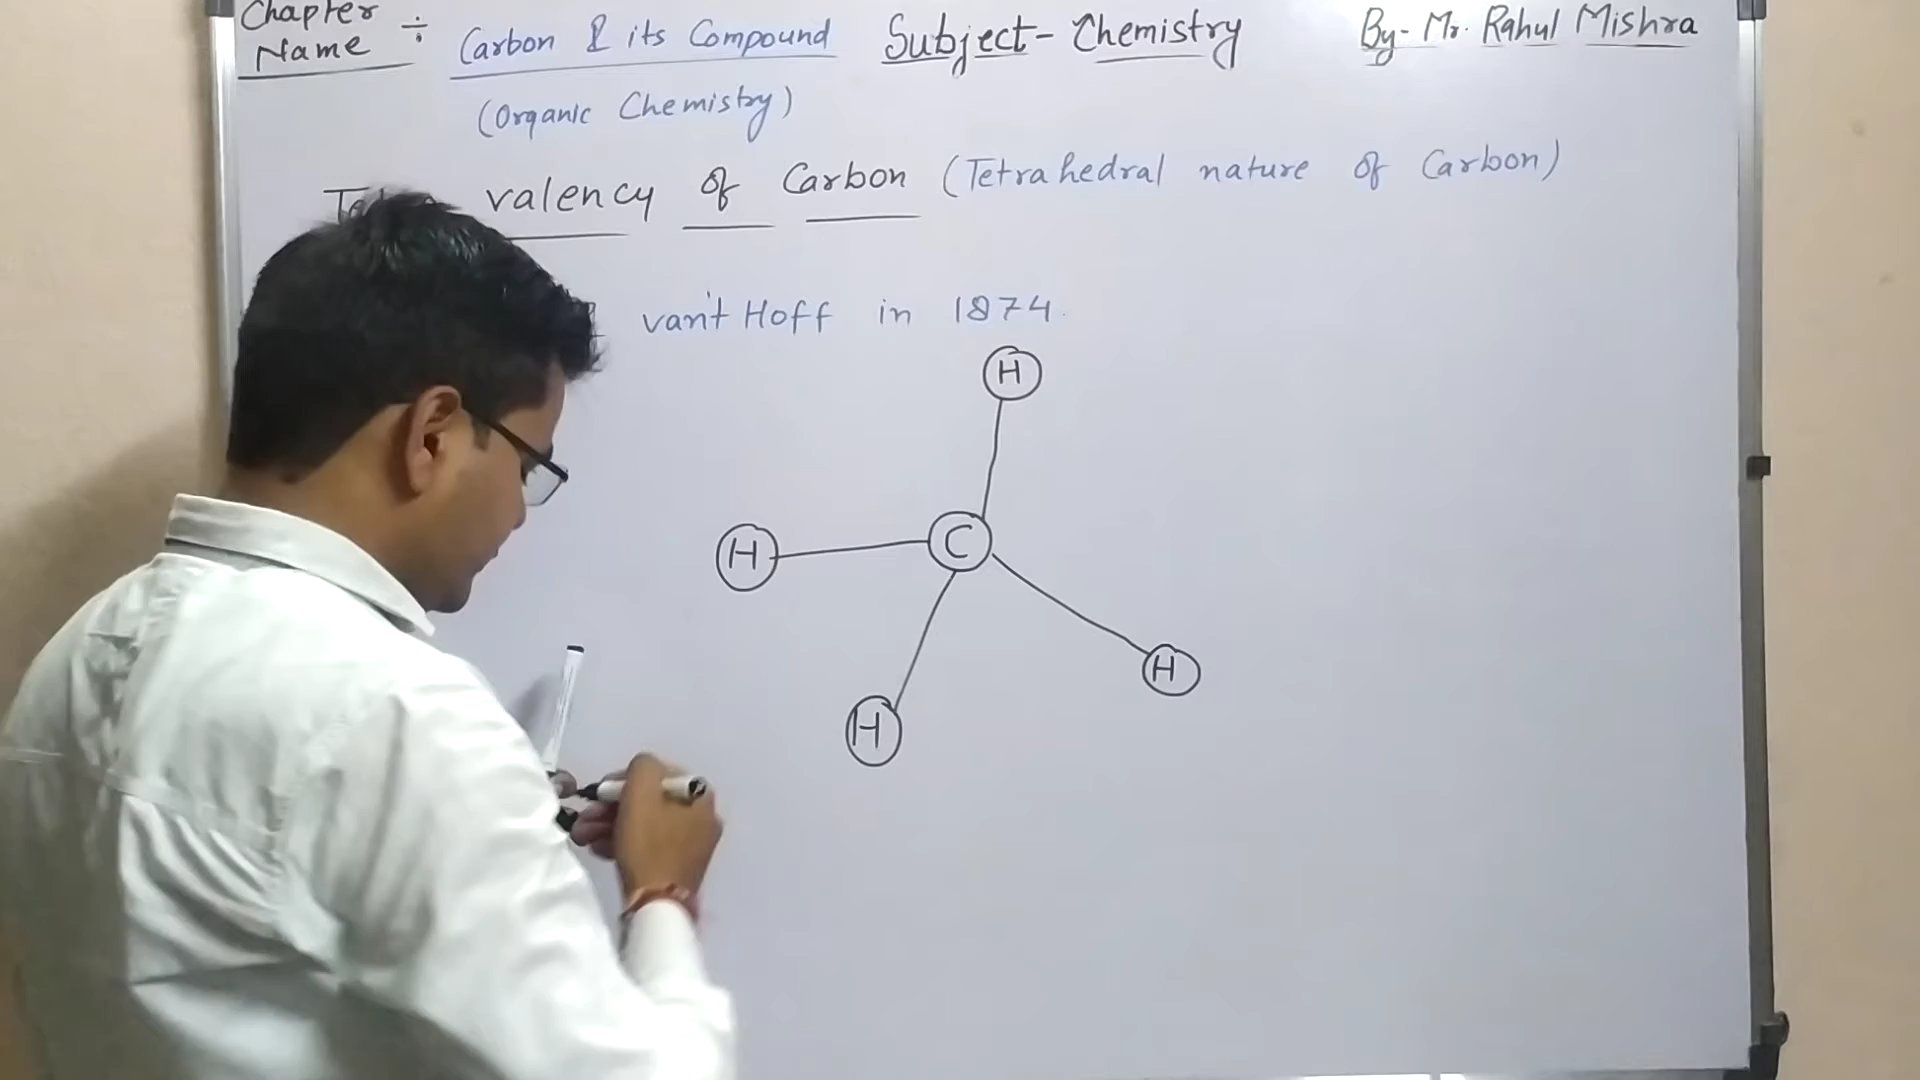 Chapter Name ÷ Carbon & its Compound Subject - Chemistry By- Mr. Rahul Mishra
(Organic Chemistry)
valency of Carbon (Tetrahedral nature of Carbon)
van't Hoff in 1874.
H
H C
H
H